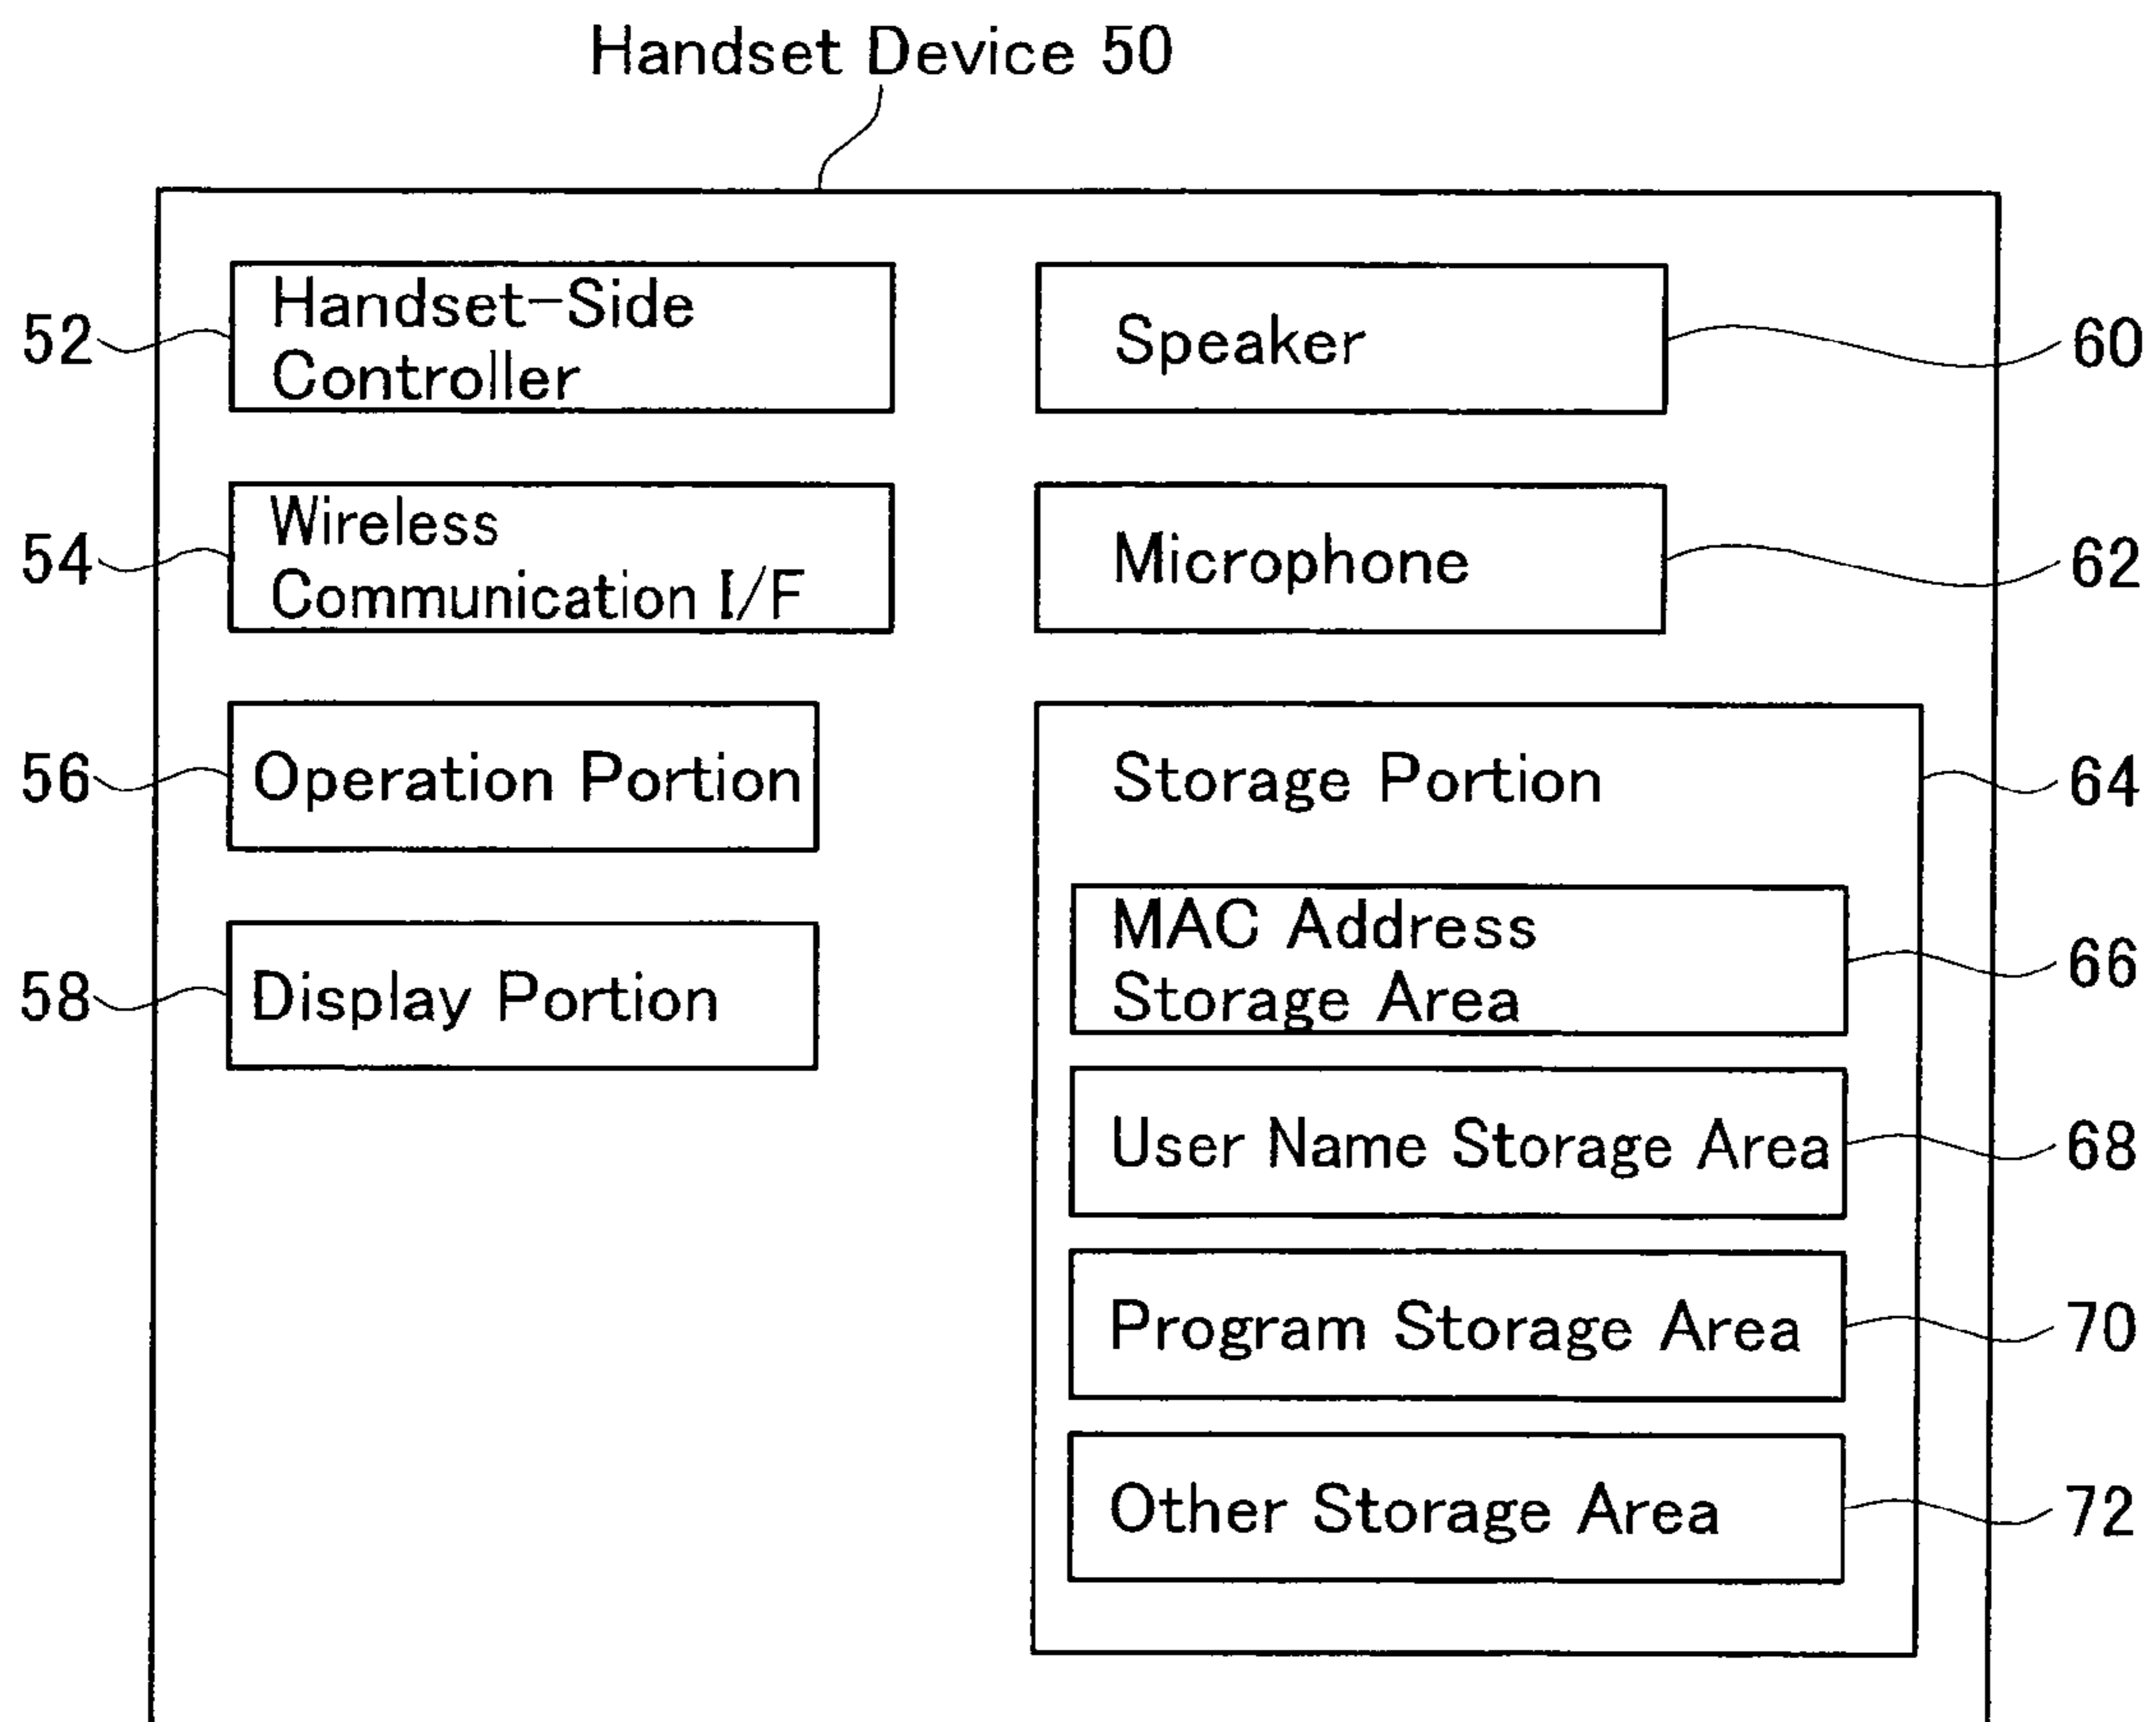 Handset Device 50
52
Handset-Side
Controller
Speaker
60
54
Wireless
Communication I/F
Microphone
62
56
Operation Portion
Storage Portion
64
MAC Address
Storage Area
66
58
Display Portion
User Name Storage Area
68
Program Storage Area
70
Other Storage Area
72